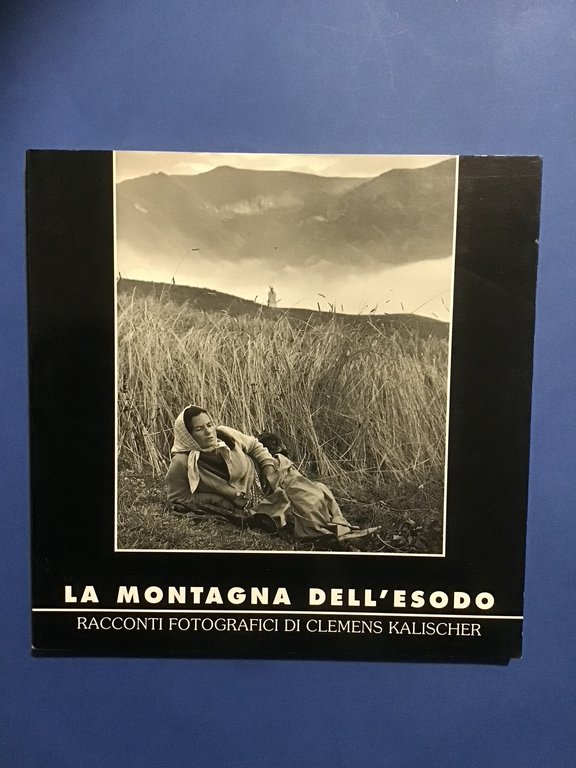 LA MONTAGNA DELL'ESODO
RACCONTI FOTOGRAFICI DI CLEMENS KALISCHER